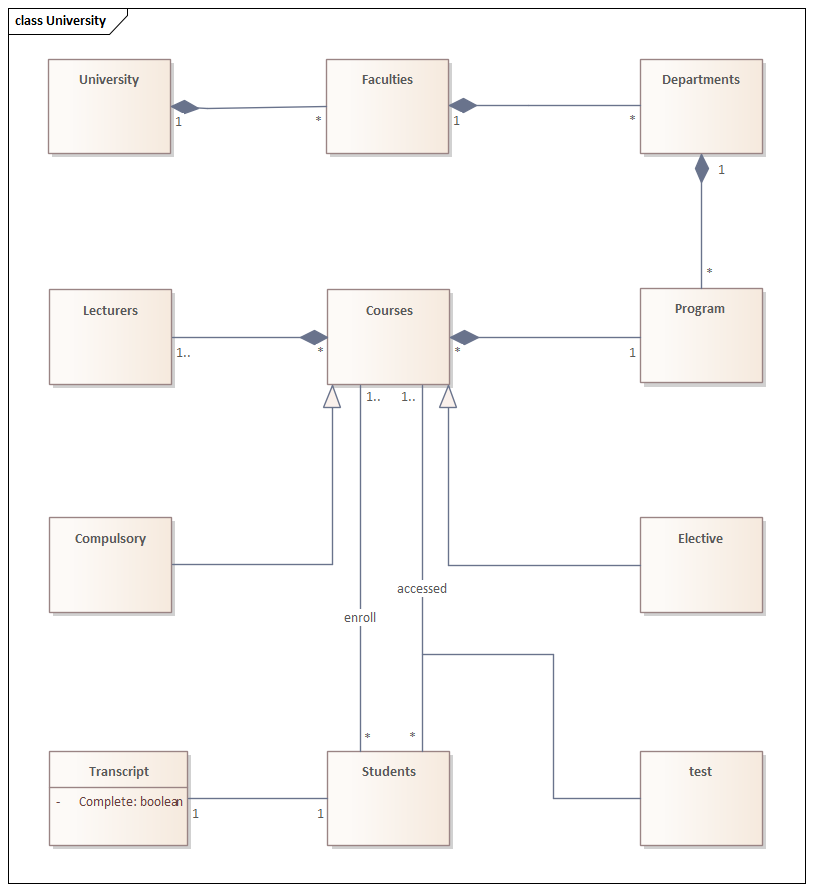 class University
University
Faculties
Departments
1
*
1
*
1
*
Lecturers
Courses
Program
1..
*
*
1
1..
1..
Compulsory
Elective
accessed
enroll
*
*
Transcript
Students
test
- Complete: boolean
1
1